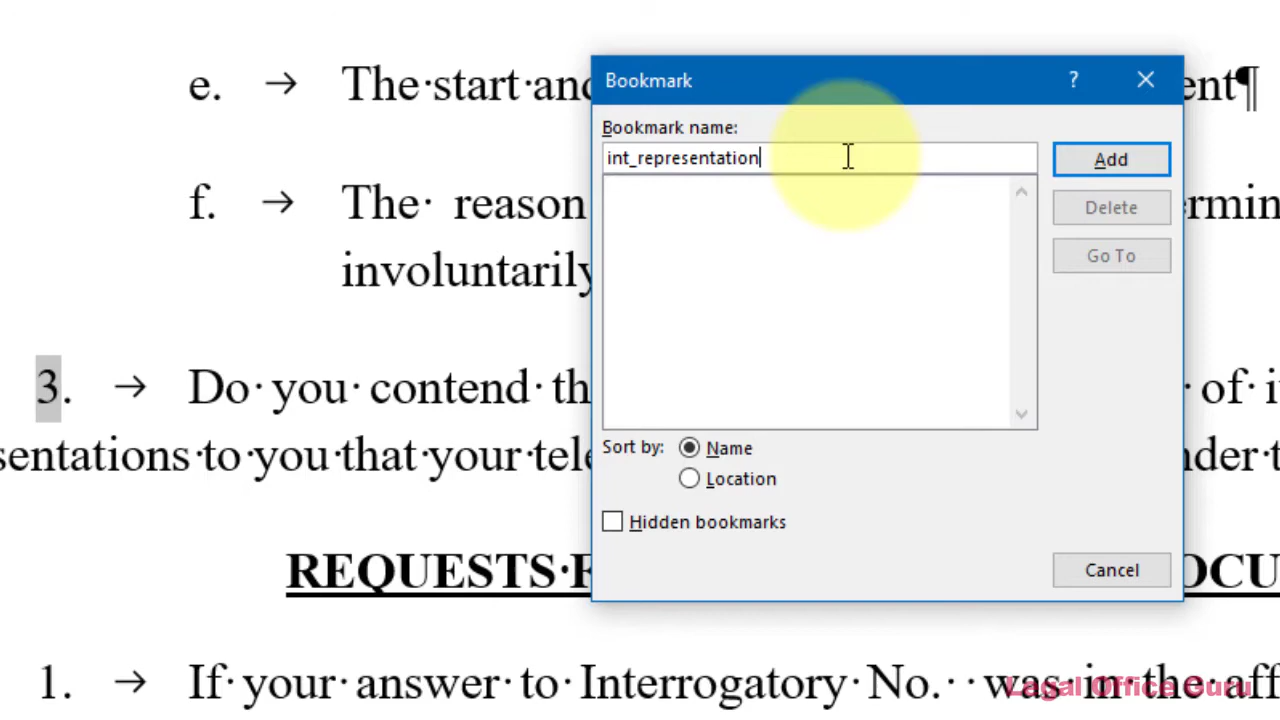 e. → The·start·and ent¶
Bookmark ? ×
Bookmark name:
int_representation
Add
Delete
Go To
f. → The· reason ermin
involuntarily
3. → Do· you· contend· th · of· i
sentations·to·you·that·your·tele nder·t
Sort by: Name
Location
Hidden bookmarks
Cancel
REQUESTS·F OCU
1. → If· your· answer· to· Interrogatory· No.· · was· in· the· aff
Legal Office Guru